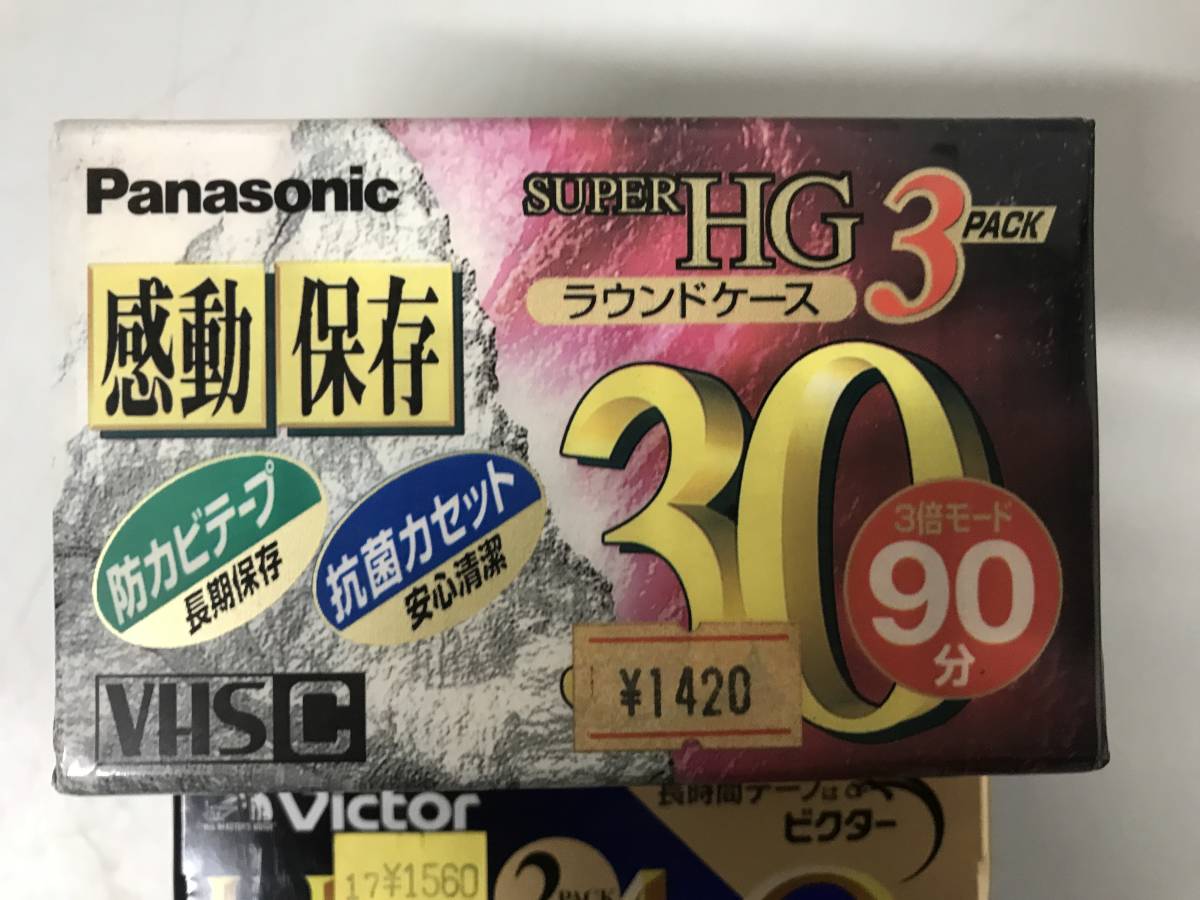 Panasonic
SUPER HG 3 PACK
ラウンドケース
感動 保存
30
3倍モード
90
分
防カビテープ
長期保存
抗菌カセット
安心清潔
¥1420
VHS C
Victor
長時間テープは
ビクター
17¥1560
2 PACK